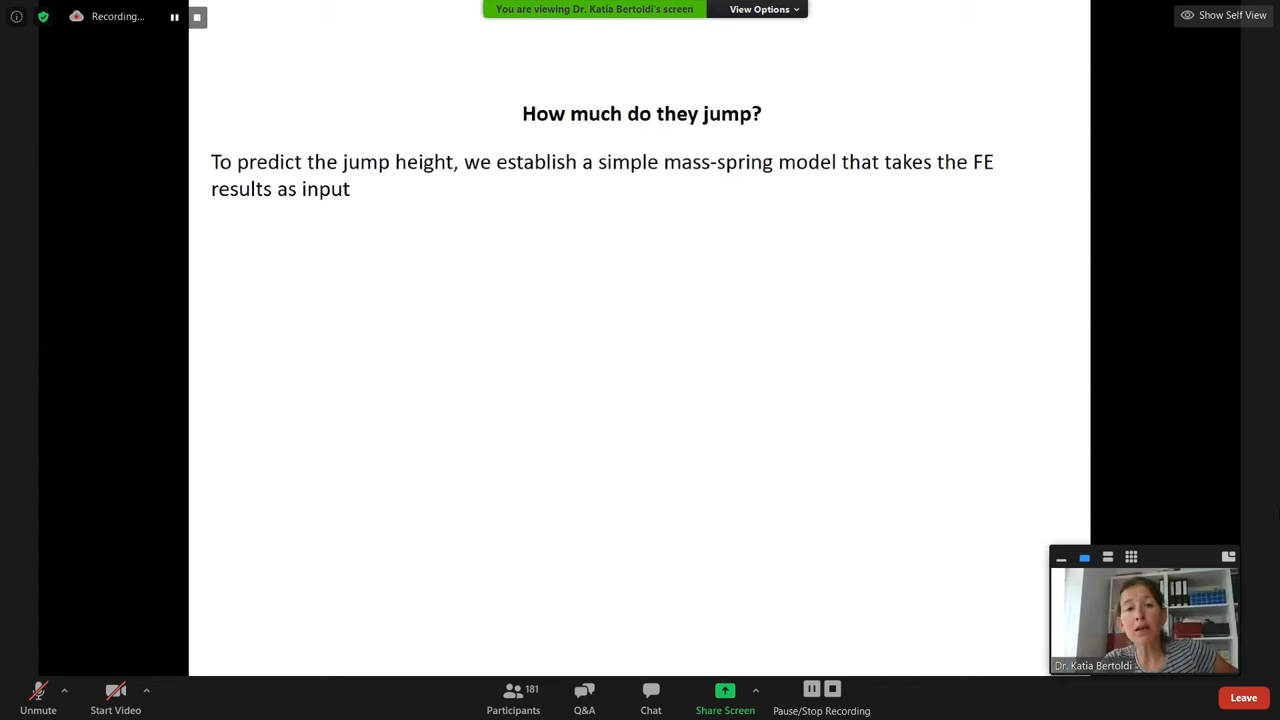 Recording...
You are viewing Dr. Katia Bertoldi's screen
View Options
Show Self View
How much do they jump?
To predict the jump height, we establish a simple mass-spring model that takes the FE
results as input
Dr. Katia Bertoldi
Unmute
Start Video
181
Participants
Q&A
Chat
Share Screen
Pause/Stop Recording
Leave